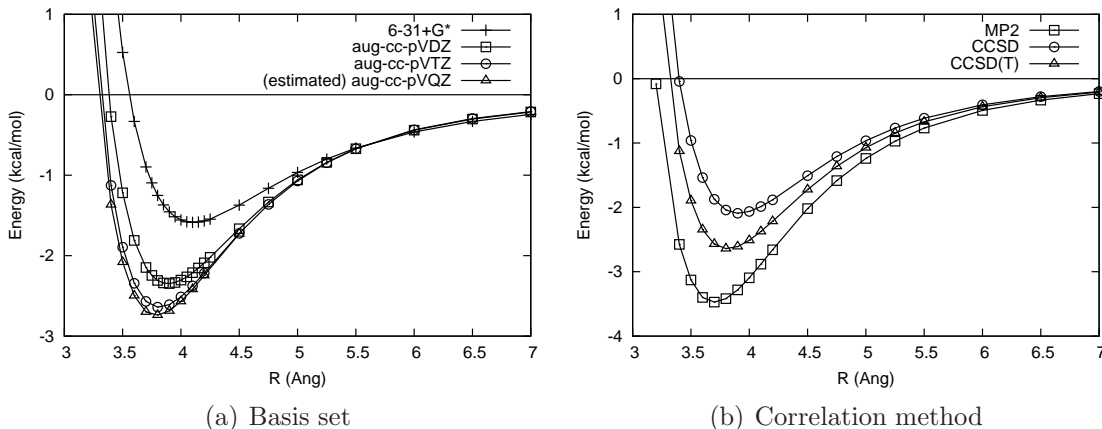 1
0
-1
-2
-3
Energy (kcal/mol)
3
3.5
4
4.5
5
5.5
6
6.5
7
R (Ang)
6-31+G*
aug-cc-pVDZ
aug-cc-pVTZ
(estimated) aug-cc-pVQZ
(a) Basis set
1
0
-1
-2
-3
-4
Energy (kcal/mol)
3
3.5
4
4.5
5
5.5
6
6.5
7
R (Ang)
MP2
CCSD
CCSD(T)
(b) Correlation method